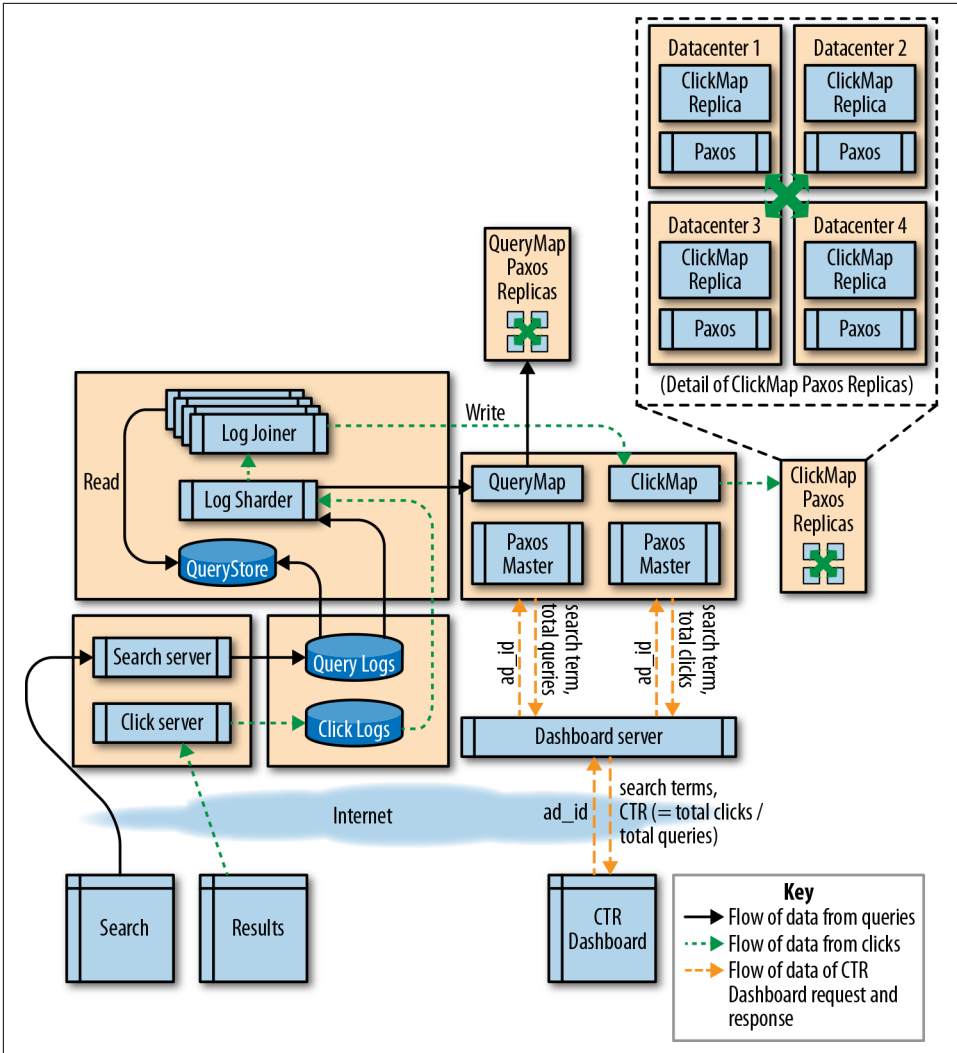 Datacenter 1
ClickMap
Replica
Paxos
Datacenter 2
ClickMap
Replica
Paxos
Datacenter 3
ClickMap
Replica
Paxos
Datacenter 4
ClickMap
Replica
Paxos
(Detail of ClickMap Paxos Replicas)
QueryMap
Paxos
Replicas
Log Joiner
Write
Read
Log Sharder
QueryStore
QueryMap
ClickMap
Paxos
Master
Paxos
Master
ClickMap
Paxos
Replicas
Search server
Query Logs
Click server
Click Logs
ad_id
search term,
total queries
ad_id
search term,
total clicks
Dashboard server
Internet
ad_id
search terms,
CTR (= total clicks /
total queries)
Search
Results
CTR
Dashboard
Key
Flow of data from queries
Flow of data from clicks
Flow of data of CTR
Dashboard request and
response